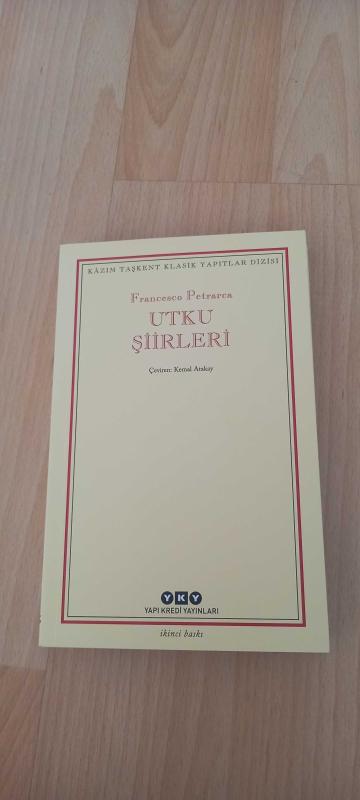 KÂZIM TAŞKENT KLASİK YAPITLAR DİZİSİ
Francesco Petrarca
UTKU
ŞİİRLERİ
Çeviren: Kemal Atakay
YKY
YAPI KREDİ YAYINLARI
ikinci baskı